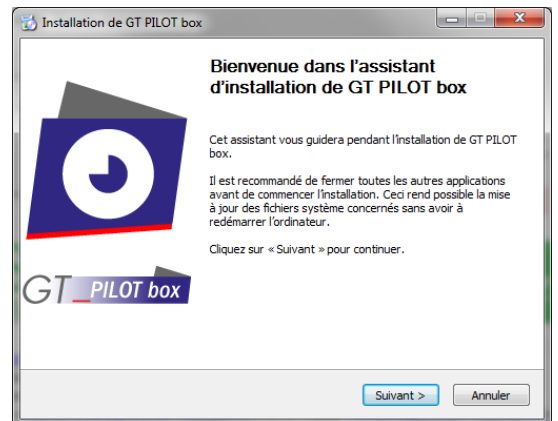 Installation de GT PILOT box
Bienvenue dans l'assistant
d'installation de GT PILOT box
Cet assistant vous guidera pendant l'installation de GT PILOT
box.
Il est recommandé de fermer toutes les autres applications
avant de commencer l'installation. Ceci rend possible la mise
à jour des fichiers système concernés sans avoir à
redémarrer l'ordinateur.
Cliquez sur « Suivant » pour continuer.
GT_PILOT box
Suivant >
Annuler